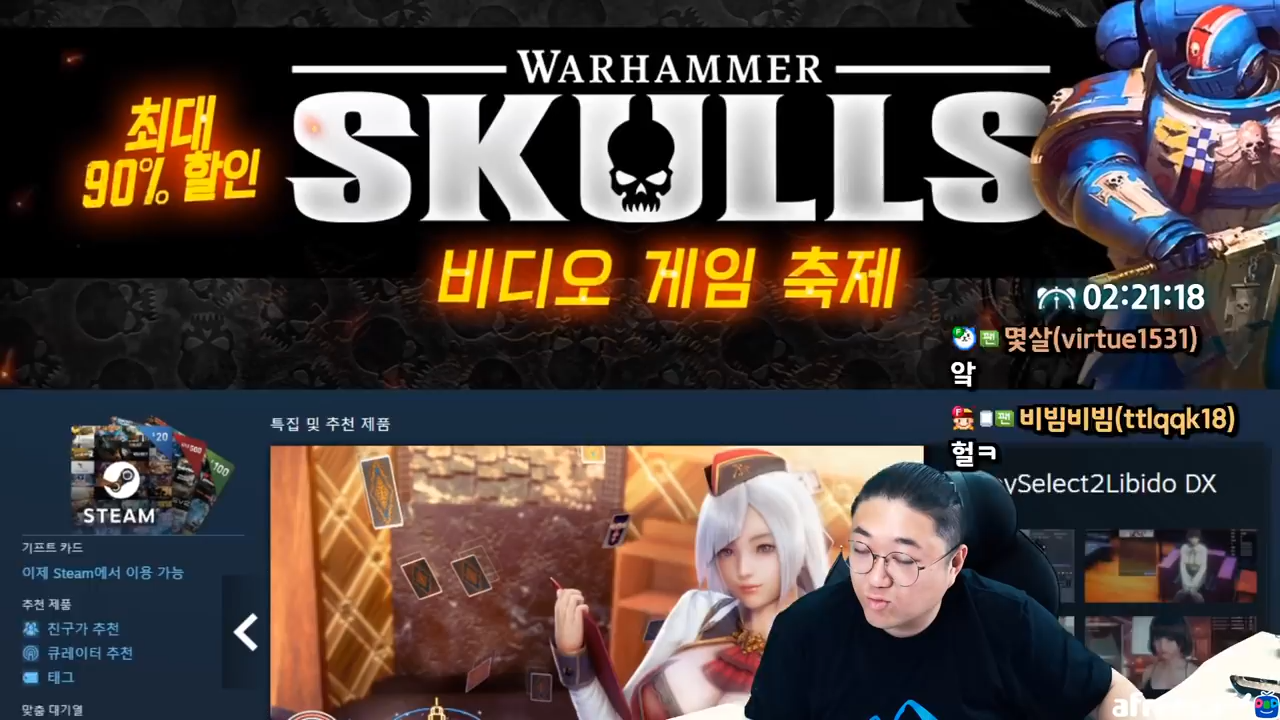 WARHAMMER
SKULLS
최대
90% 할인
비디오 게임 축제
02:21:18
몇살(virtue1531)
악
비빔비빔(ttlqqk18)
헐ㅋ
특집 및 추천 제품
ySelect2Libido DX
STEAM
기프트 카드
이제 Steam에서 이용 가능
추천 제품
친구가 추천
큐레이터 추천
태그
맞춤 대기열